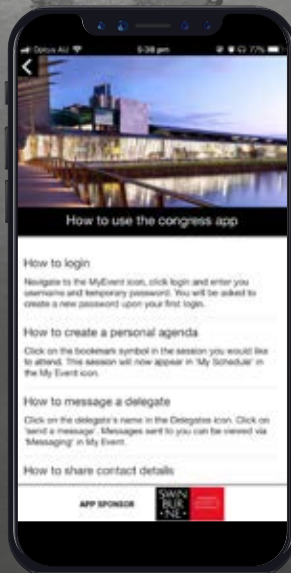 Optus AU 5:38 pm 77%
How to use the congress app
How to login
Navigate to the MyEvent icon, click login and enter you
username and temporary password. You will be asked to
create a new password upon your first login.
How to create a personal agenda
Click on the bookmark symbol in the session you would like
to attend. This session will now appear in 'My Schedule' in
the My Event icon.
How to message a delegate
Click on the delegate's name in the Delegates icon. Click on
'send a message'. Messages sent to you can be viewed via
'Messaging' in My Event.
How to share contact details
APP SPONSOR
SWIN
BUR
NE